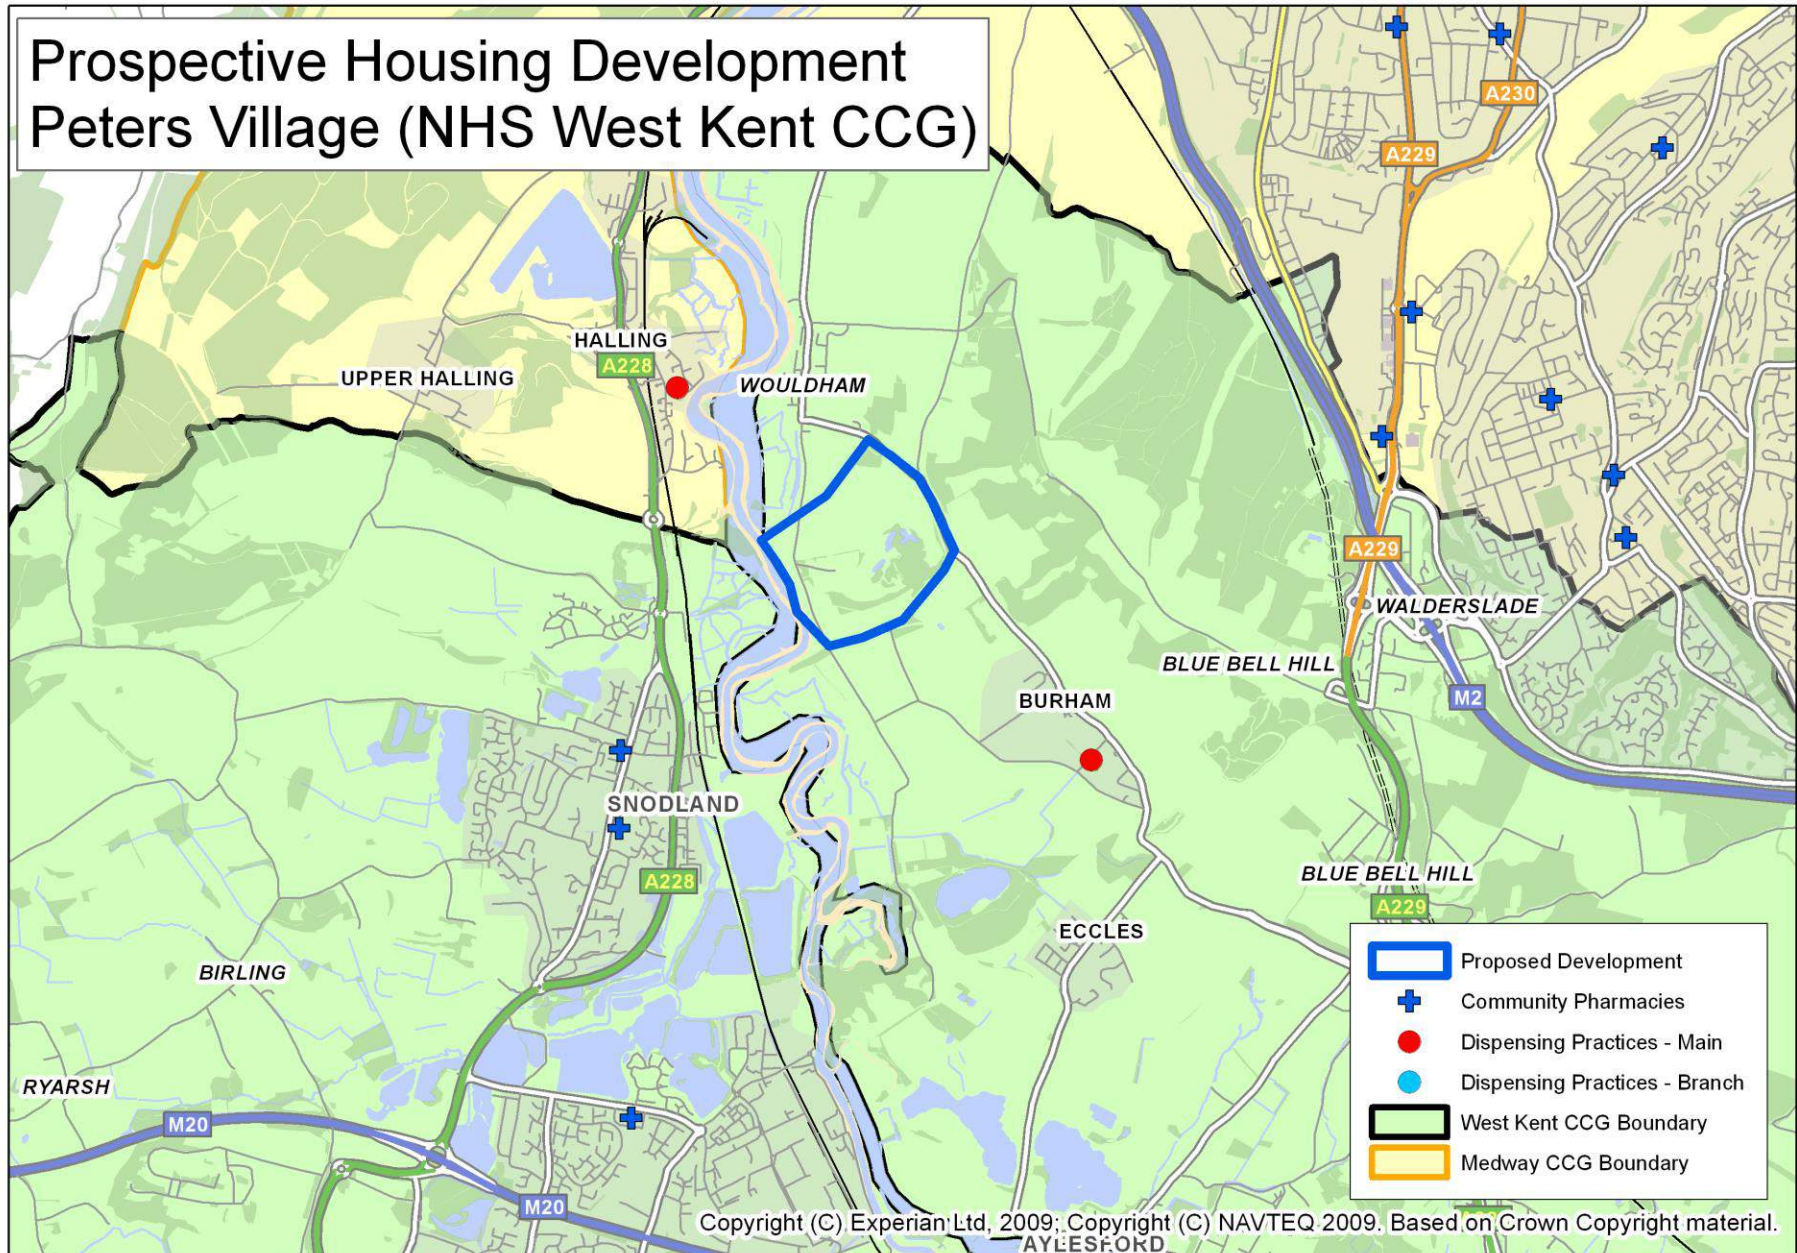 Prospective Housing Development
Peters Village (NHS West Kent CCG)
A230
A229
HALLING
A228
UPPER HALLING
WOULDHAM
A229
WALDERSLADE
BLUE BELL HILL
M2
BURHAM
SNODLAND
A228
BLUE BELL HILL
A229
ECCLES
BIRLING
RYARSH
M20
M20
Proposed Development
Community Pharmacies
Dispensing Practices - Main
Dispensing Practices - Branch
West Kent CCG Boundary
Medway CCG Boundary
Copyright (C) Experian Ltd, 2009; Copyright (C) NAVTEQ 2009. Based on Crown Copyright material.
AYLESFORD